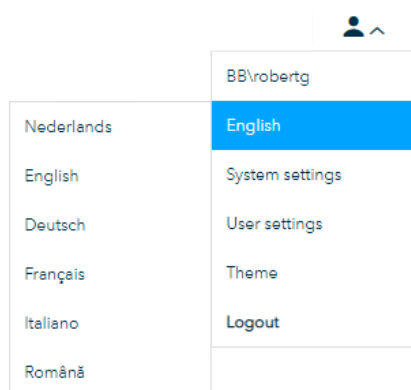 BB\robertg
English
System settings
User settings
Theme
Logout
Nederlands
English
Deutsch
Français
Italiano
Română